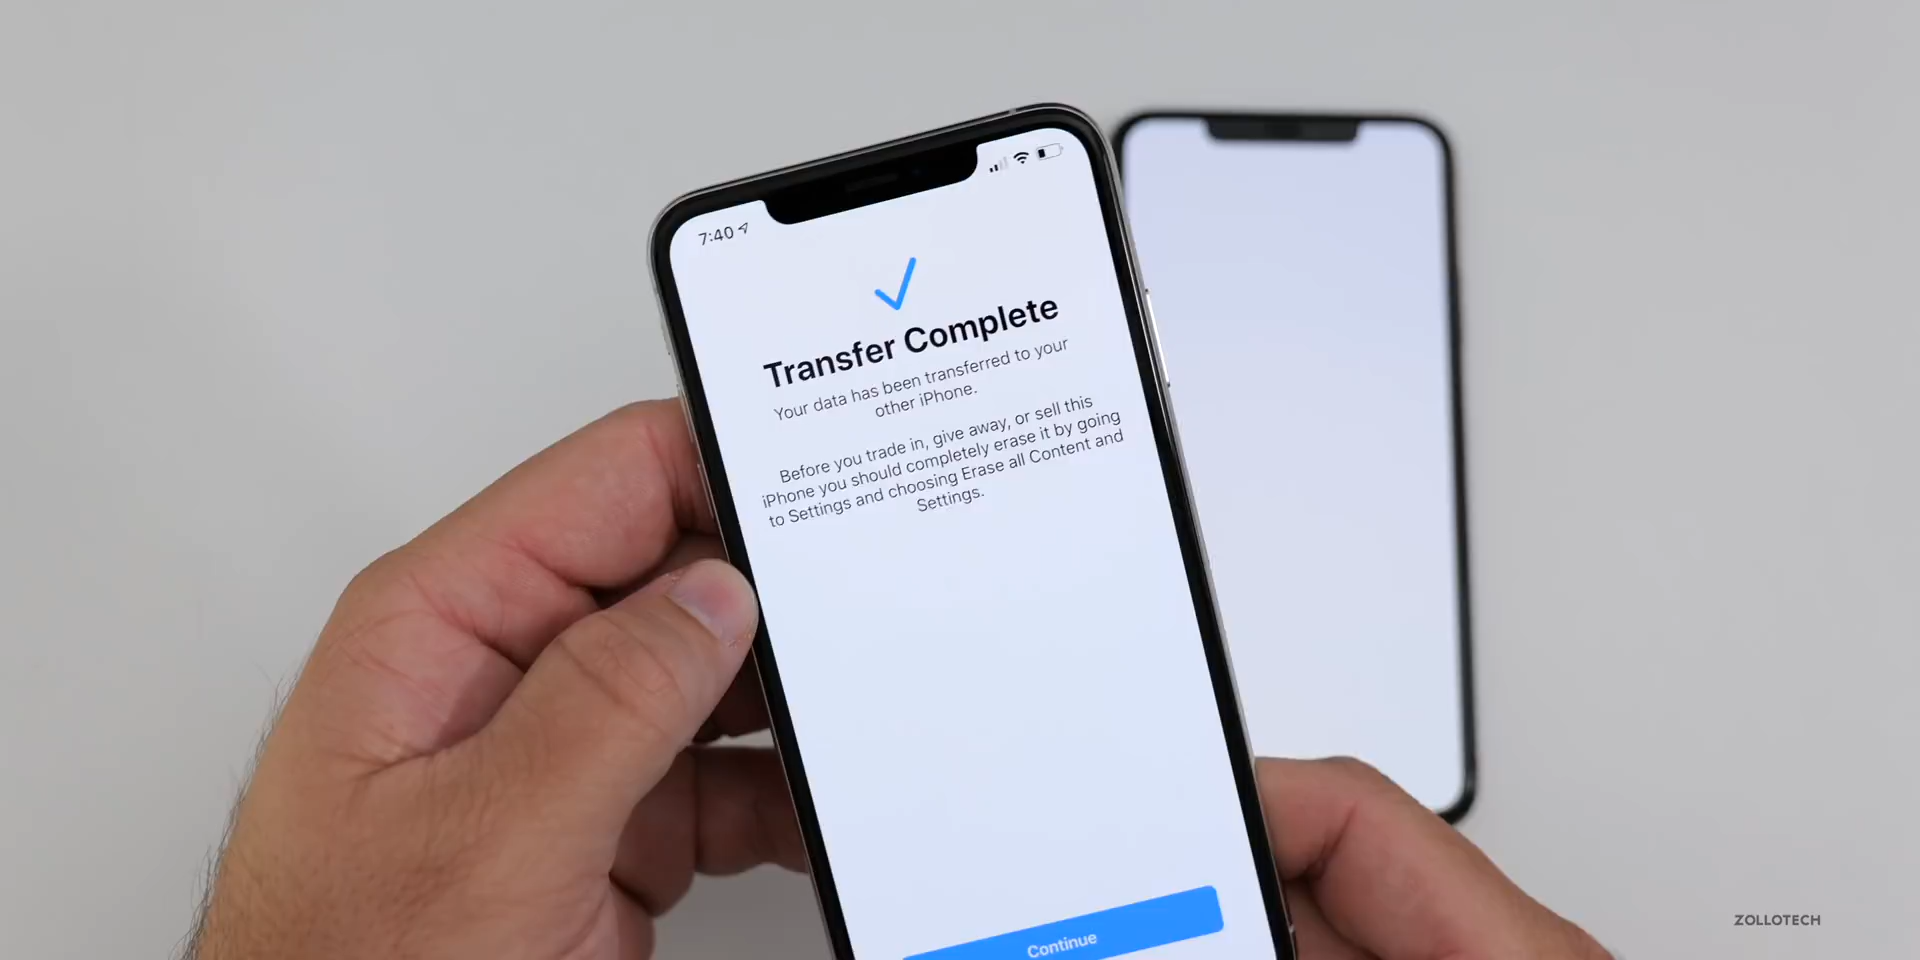 7:40
Transfer Complete
Your data has been transferred to your
other iPhone.
Before you trade in, give away, or sell this
iPhone you should completely erase it by going
to Settings and choosing Erase all Content and
Settings.
Continue
ZOLLOTECH